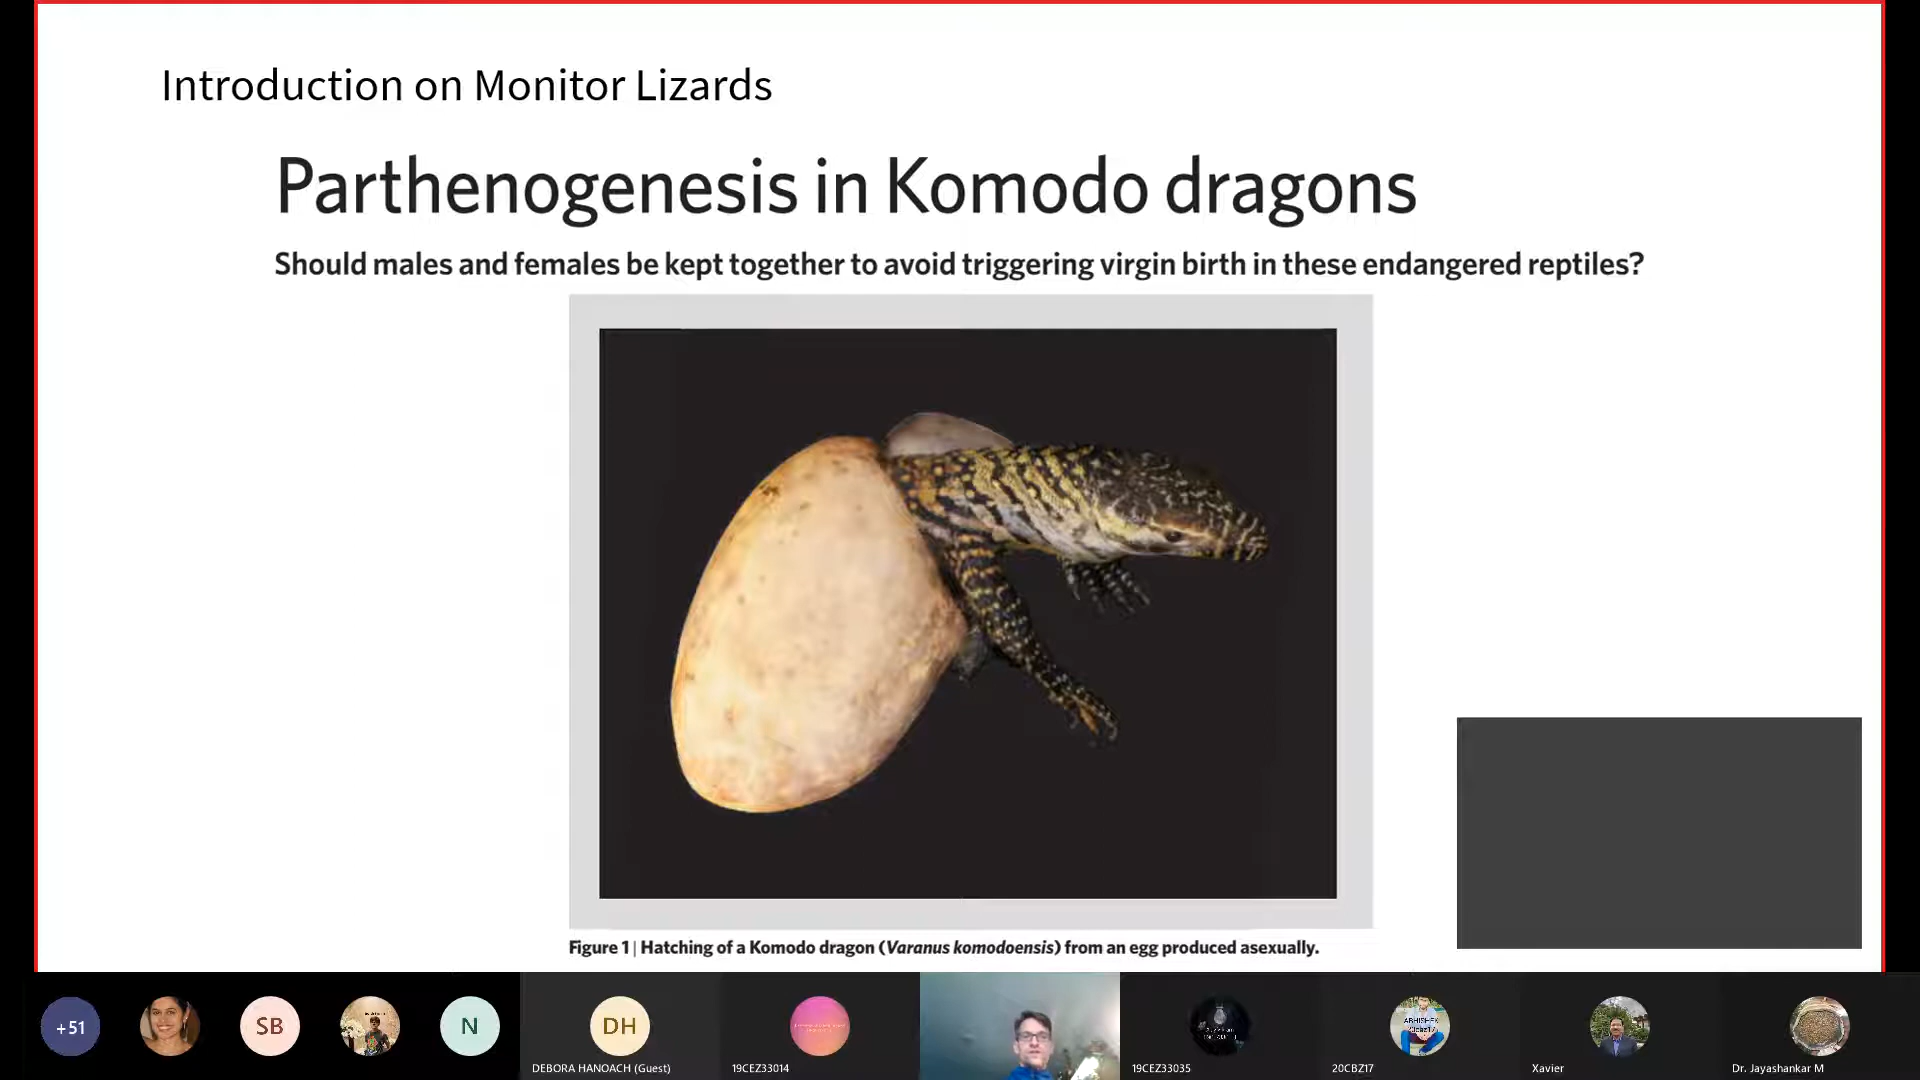 Introduction on Monitor Lizards
Parthenogenesis in Komodo dragons
Should males and females be kept together to avoid triggering virgin birth in these endangered reptiles?
Figure 1 | Hatching of a Komodo dragon (Varanus komodoensis) from an egg produced asexually.
+51
SB
N
DH
DEBORA HANOACH (Guest)
19CEZ33014
19CEZ33035
ABHISHEK
20cbz17
20CBZ17
Xavier
Dr. Jayashankar M